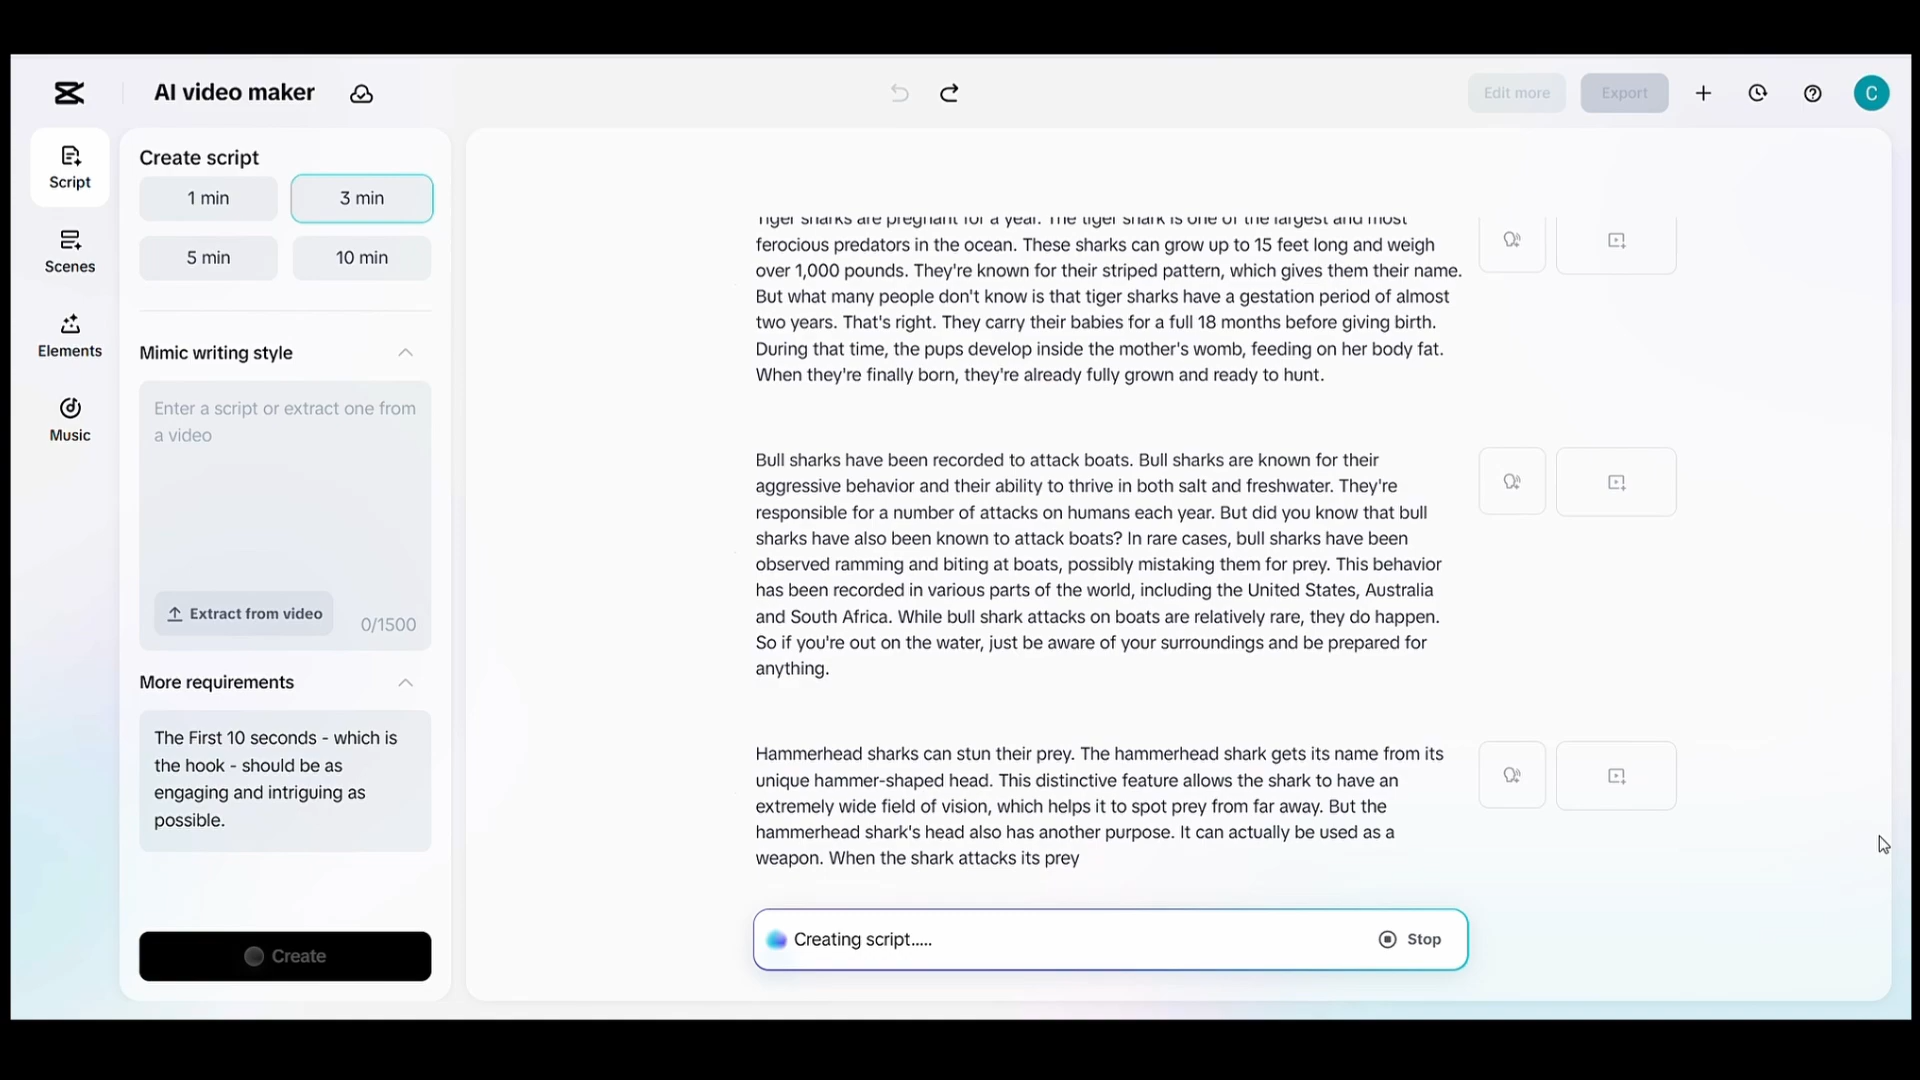 AI video maker
Edit more
Export
C
Script
Scenes
Elements
Music
Create script
1 min
3 min
5 min
10 min
Mimic writing style
Enter a script or extract one from
a video
Extract from video
0/1500
More requirements
The First 10 seconds - which is
the hook - should be as
engaging and intriguing as
possible.
Create
Tiger sharks are pregnant for a year. The tiger shark is one of the largest and most
ferocious predators in the ocean. These sharks can grow up to 15 feet long and weigh
over 1,000 pounds. They're known for their striped pattern, which gives them their name.
But what many people don't know is that tiger sharks have a gestation period of almost
two years. That's right. They carry their babies for a full 18 months before giving birth.
During that time, the pups develop inside the mother's womb, feeding on her body fat.
When they're finally born, they're already fully grown and ready to hunt.
Bull sharks have been recorded to attack boats. Bull sharks are known for their
aggressive behavior and their ability to thrive in both salt and freshwater. They're
responsible for a number of attacks on humans each year. But did you know that bull
sharks have also been known to attack boats? In rare cases, bull sharks have been
observed ramming and biting at boats, possibly mistaking them for prey. This behavior
has been recorded in various parts of the world, including the United States, Australia
and South Africa. While bull shark attacks on boats are relatively rare, they do happen.
So if you're out on the water, just be aware of your surroundings and be prepared for
anything.
Hammerhead sharks can stun their prey. The hammerhead shark gets its name from its
unique hammer-shaped head. This distinctive feature allows the shark to have an
extremely wide field of vision, which helps it to spot prey from far away. But the
hammerhead shark's head also has another purpose. It can actually be used as a
weapon. When the shark attacks its prey
Creating script.....
Stop